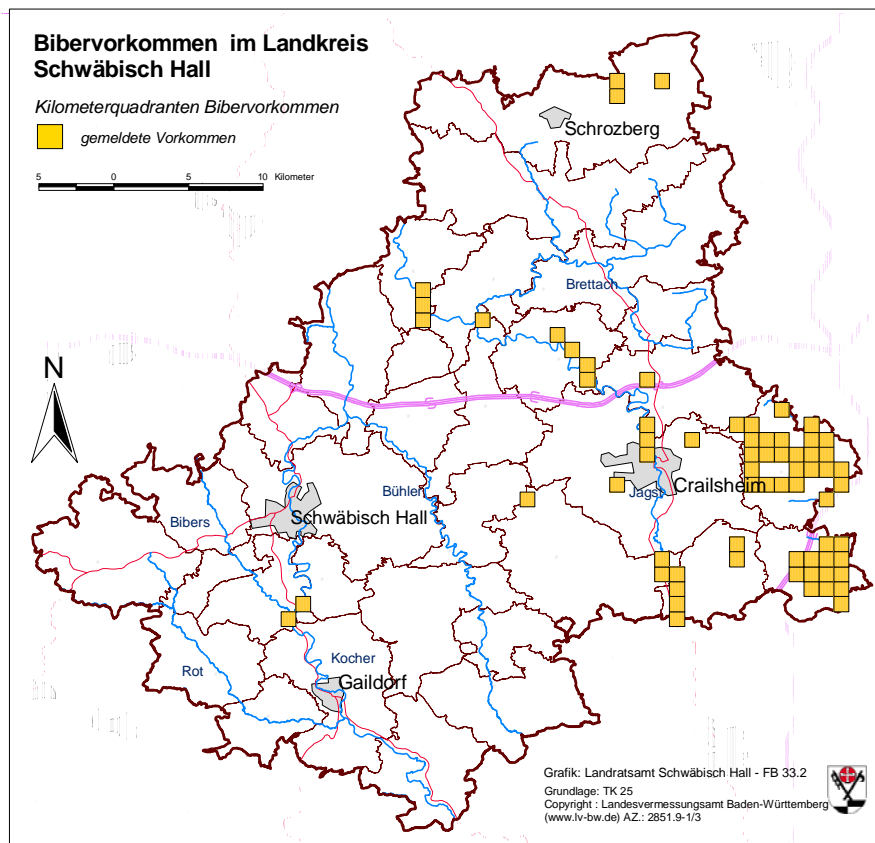 Bibervorkommen im Landkreis
Schwäbisch Hall
Kilometerquadranten Bibervorkommen
gemeldete Vorkommen
5 0 5 10 Kilometer
Schrozberg
Brettach
N
Crailsheim
Jagst
Bühler
Schwäbisch Hall
Bibers
Kocher
Rot
Gaildorf
Grafik: Landratsamt Schwäbisch Hall - FB 33.2
Grundlage: TK 25
Copyright : Landesvermessungsamt Baden-Württemberg
(www.lv-bw.de) AZ.: 2851.9-1/3